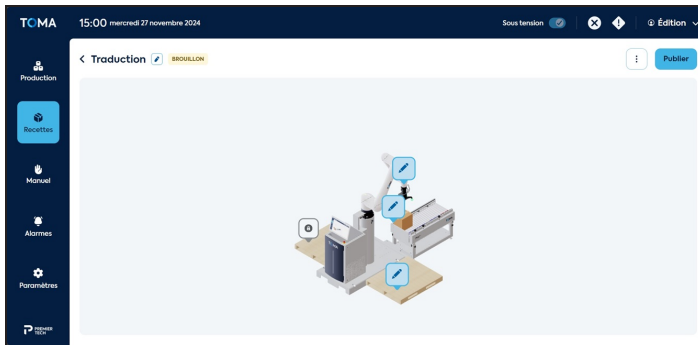 TOMA
15:00 mercredi 27 novembre 2024
Sous tension
Édition
Production
Recettes
Manuel
Alarmes
Paramètres
PREMIER
TECH
Traduction
BROUILLON
Publier
TOMA